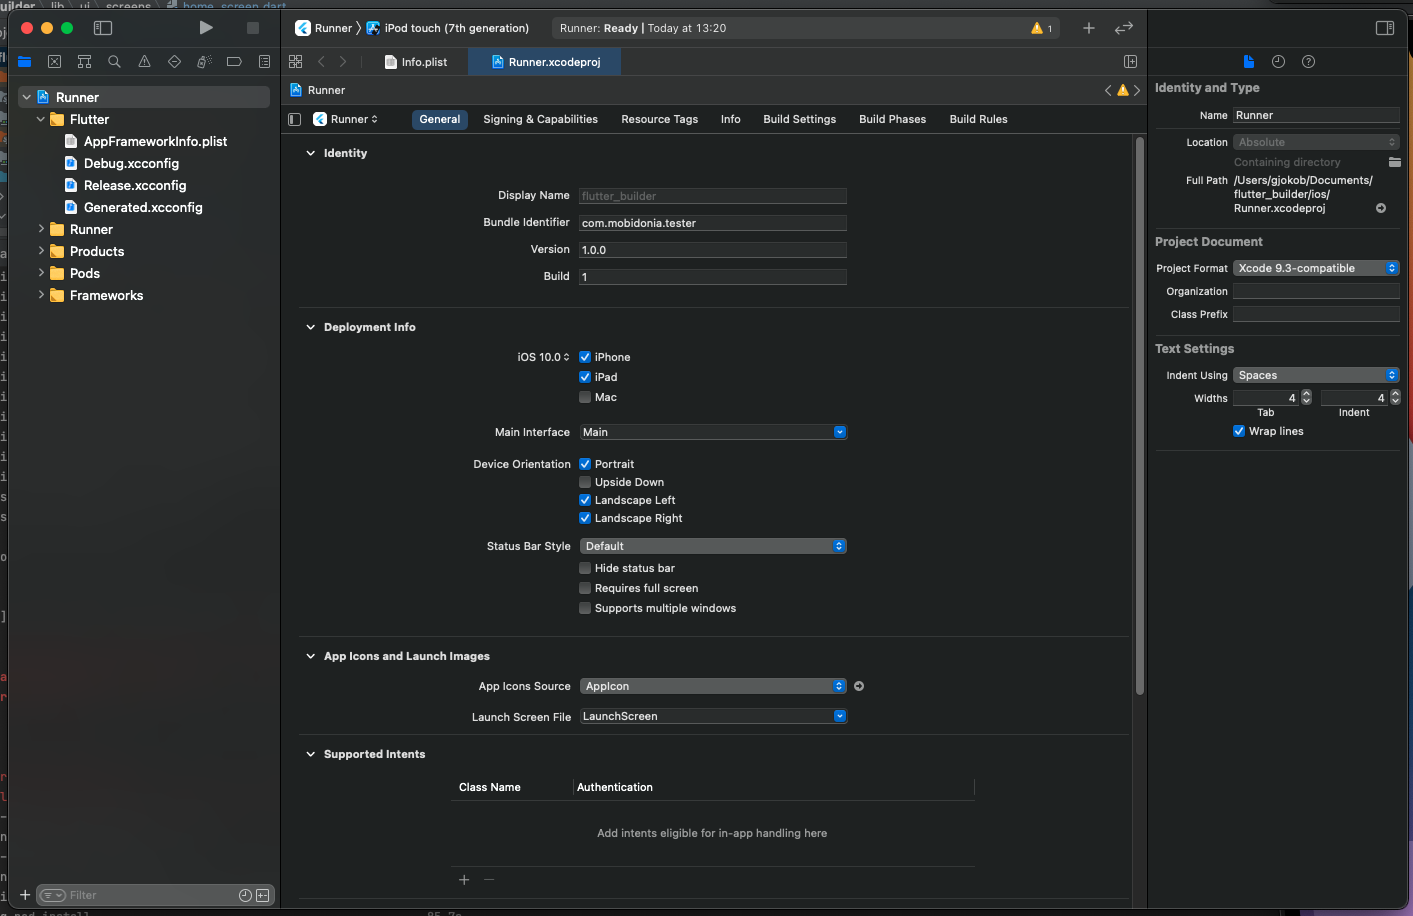 builder › lib › ui › screens › home_screen.dart
Runner › iPod touch (7th generation)
Runner: Ready | Today at 13:20
1
Info.plist
Runner.xcodeproj
Runner
Runner
General
Signing & Capabilities
Resource Tags
Info
Build Settings
Build Phases
Build Rules
Runner
Flutter
AppFrameworkInfo.plist
Debug.xcconfig
Release.xcconfig
Generated.xcconfig
Runner
Products
Pods
Frameworks
Filter
Identity
Display Name flutter_builder
Bundle Identifier com.mobidonia.tester
Version 1.0.0
Build 1
Deployment Info
iOS 10.0 iPhone
iPad
Mac
Main Interface Main
Device Orientation Portrait
Upside Down
Landscape Left
Landscape Right
Status Bar Style Default
Hide status bar
Requires full screen
Supports multiple windows
App Icons and Launch Images
App Icons Source AppIcon
Launch Screen File LaunchScreen
Supported Intents
Class Name Authentication
Add intents eligible for in-app handling here
Identity and Type
Name Runner
Location Absolute
Containing directory
Full Path /Users/gjokob/Documents/
flutter_builder/ios/
Runner.xcodeproj
Project Document
Project Format Xcode 9.3-compatible
Organization
Class Prefix
Text Settings
Indent Using Spaces
Widths 4 4
Tab Indent
Wrap lines